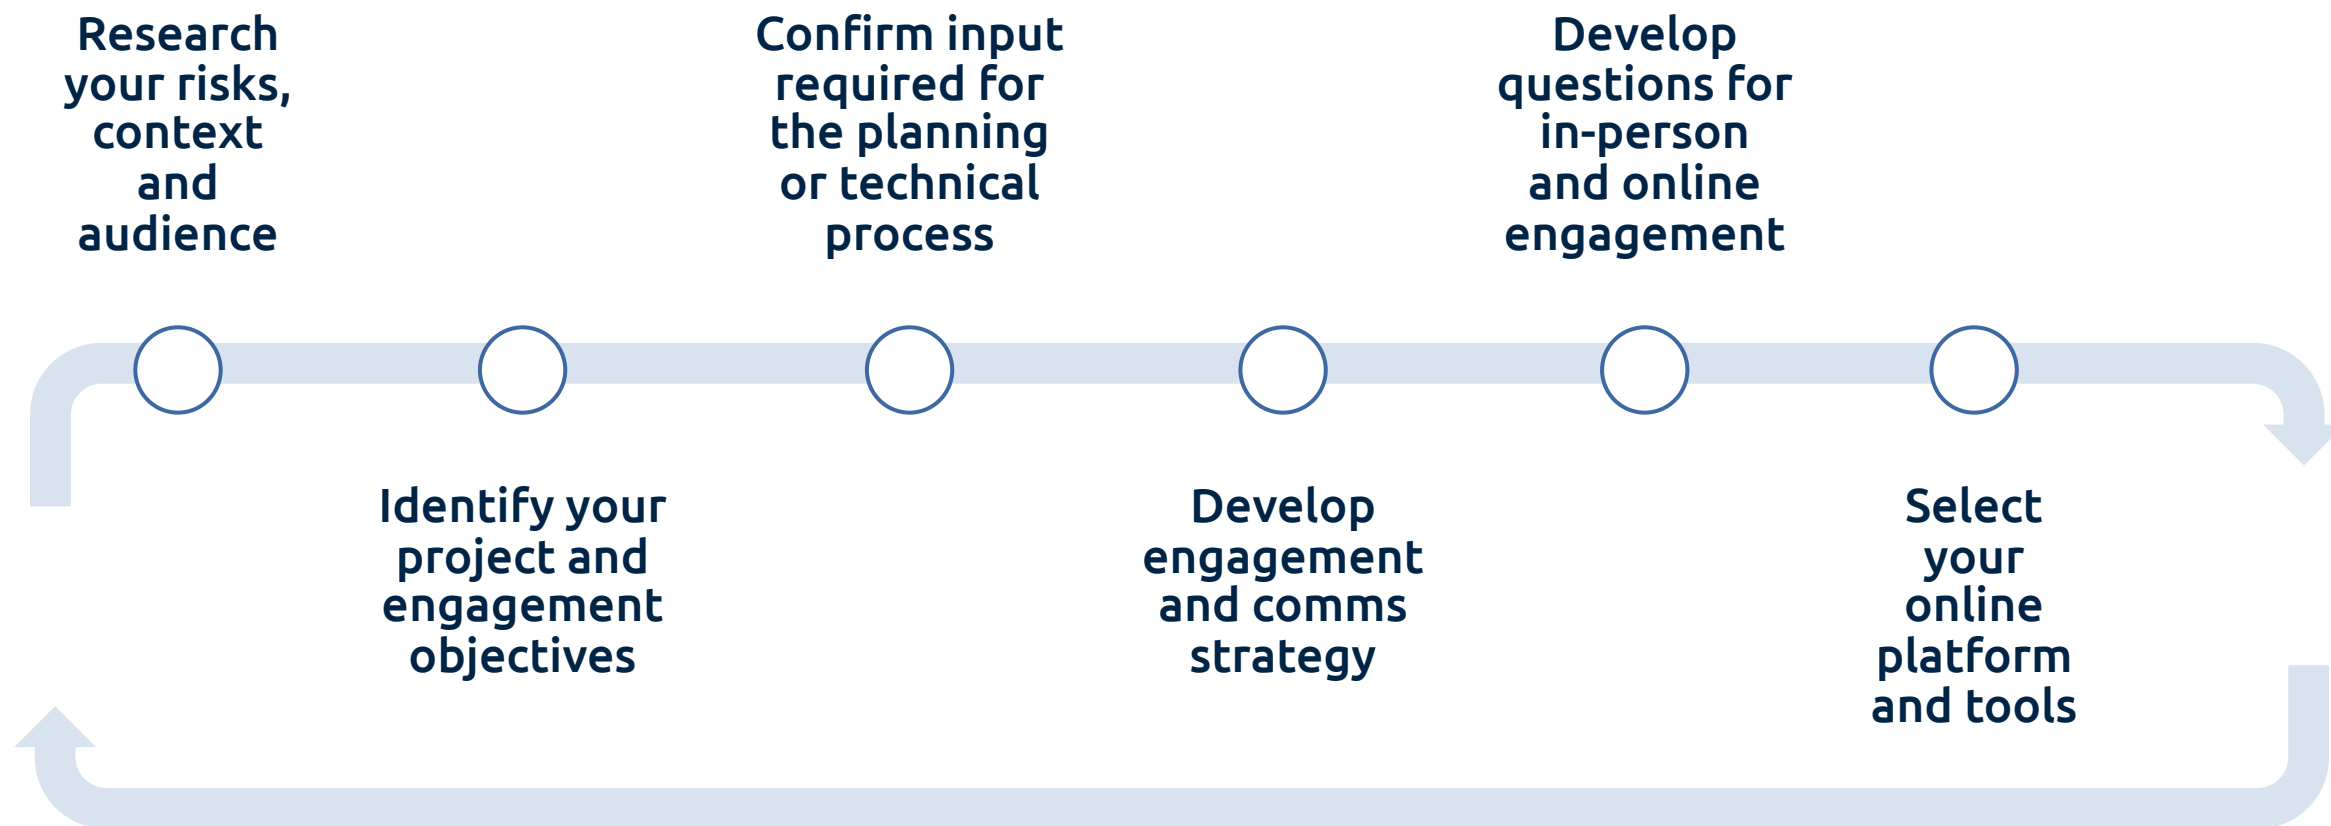 Research
your risks,
context
and
audience
Identify your
project and
engagement
objectives
Confirm input
required for
the planning
or technical
process
Develop
engagement
and comms
strategy
Develop
questions for
in-person
and online
engagement
Select
your
online
platform
and tools